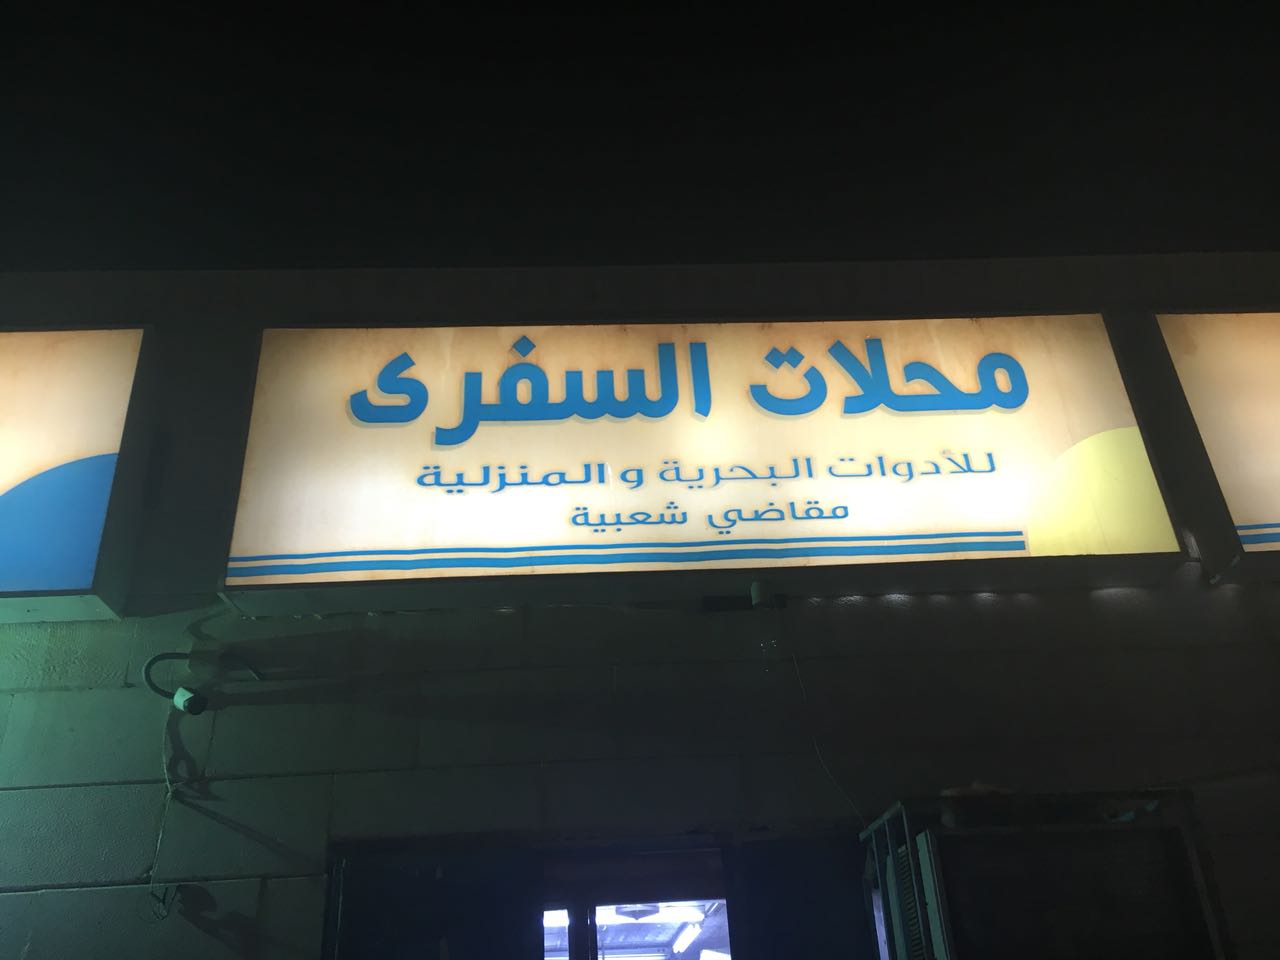 محلات السفرى
للأدوات البحرية و المنزلية
مقاضي شعبية